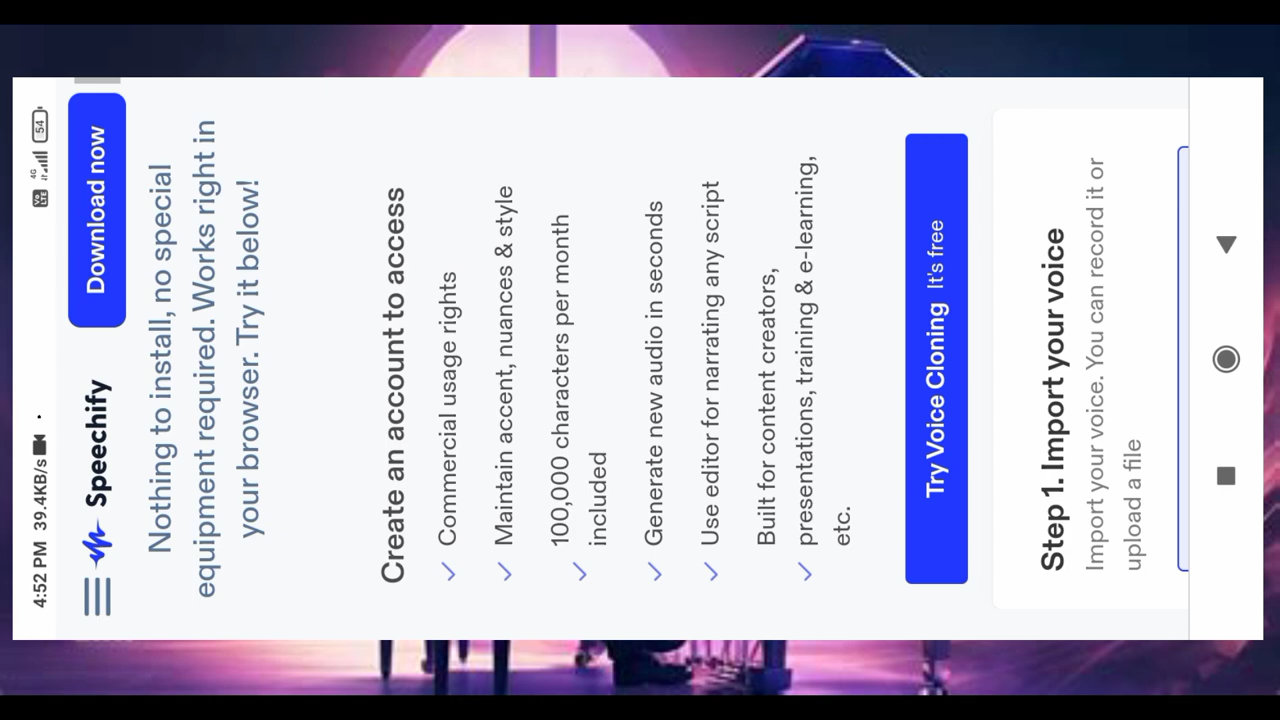 4:52 PM 39.4KB/s
Vo LTE 4G 54
Speechify
Download now
Nothing to install, no special
equipment required. Works right in
your browser. Try it below!
Create an account to access
Commercial usage rights
Maintain accent, nuances & style
100,000 characters per month
included
Generate new audio in seconds
Use editor for narrating any script
Built for content creators,
presentations, training & e-learning,
etc.
Try Voice Cloning It's free
Step 1. Import your voice
Import your voice. You can record it or
upload a file